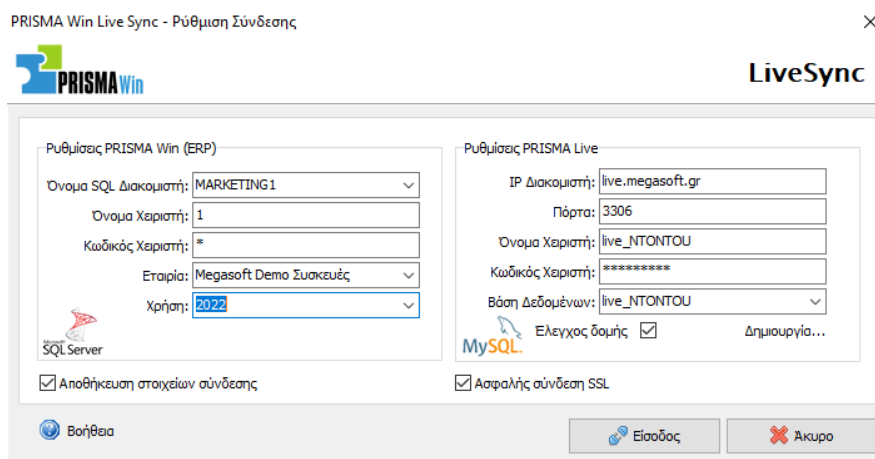 PRISMA Win Live Sync - Ρύθμιση Σύνδεσης
PRISMA Win
LiveSync
Ρυθμίσεις PRISMA Win (ERP)
Όνομα SQL Διακομιστή: MARKETING1
Όνομα Χειριστή: 1
Κωδικός Χειριστή: *
Εταιρία: Megasoft Demo Συσκευές
Χρήση: 2022
Microsoft
SQL Server
Αποθήκευση στοιχείων σύνδεσης
Ρυθμίσεις PRISMA Live
IP Διακομιστή: live.megasoft.gr
Πόρτα: 3306
Όνομα Χειριστή: live_NTONTOU
Κωδικός Χειριστή: *********
Βάση Δεδομένων: live_NTONTOU
MySQL
Έλεγχος δομής
Δημιουργία...
Ασφαλής σύνδεση SSL
Βοήθεια
Είσοδος
Άκυρο